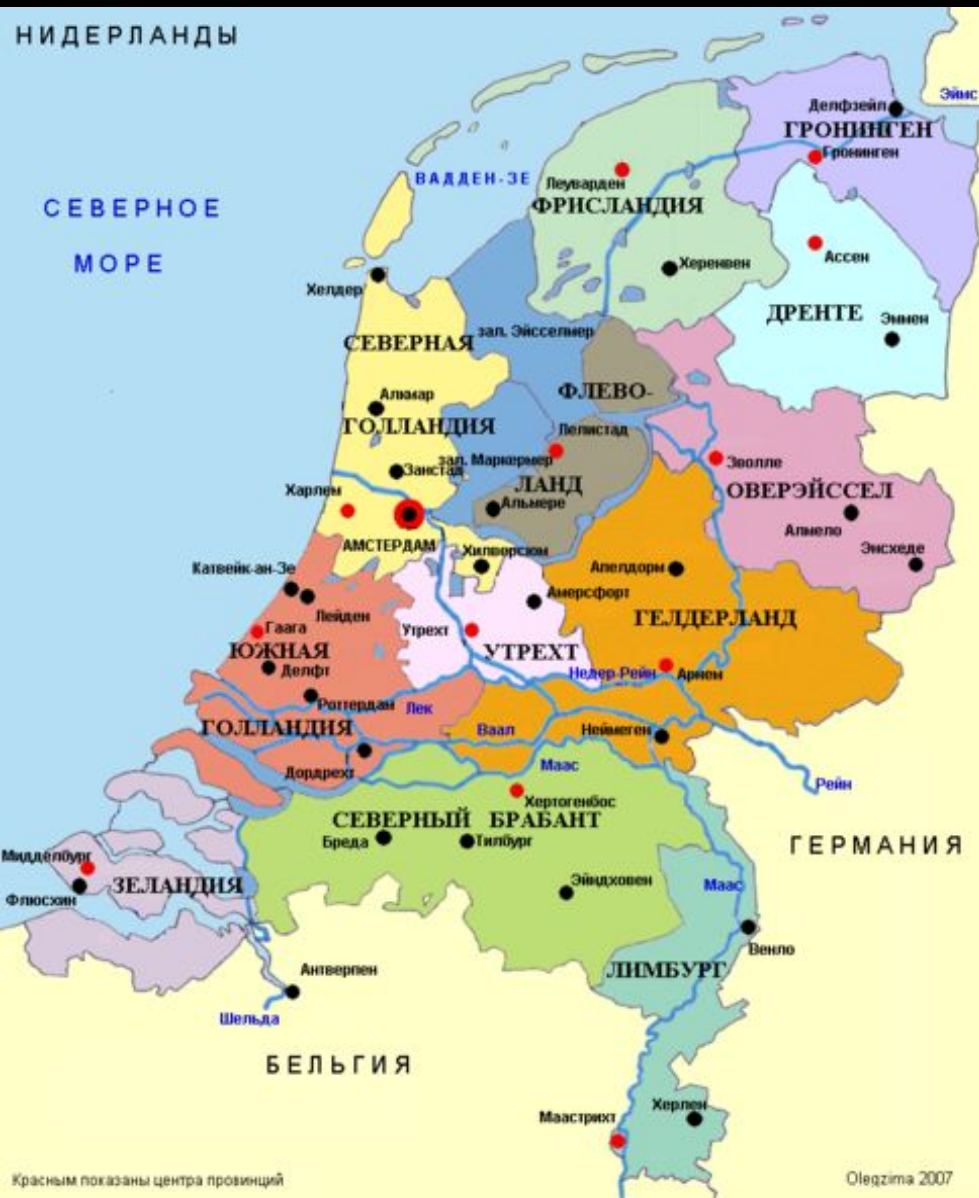 НИДЕРЛАНДЫ
Эймс
Делфзейл
ГРОНИНГЕН
Гронинген
ВАДДЕН-ЗЕ
Леуварден
ФРИСЛАНДИЯ
СЕВЕРНОЕ
МОРЕ
Херенвен
Ассен
Хелдер
ДРЕНТЕ
Эммен
зал. Эйсселмер
СЕВЕРНАЯ
ФЛЕВО-
Алкмар
ГОЛЛАНДИЯ
Лелистад
зал. Маркермер
Занстад
Зволле
ЛАНД
ОВЕРЭЙССЕЛ
Харлем
Альмере
Алмело
АМСТЕРДАМ
Хилверсюм
Энсхеде
Катвейк-ан-Зе
Апелдорм
Амерсфорт
Лейден
ГЕЛДЕРЛАНД
Гаага
Утрехт
ЮЖНАЯ
УТРЕХТ
Делфт
Недер-Рейн
Арнем
Роттердам
Лек
ГОЛЛАНДИЯ
Ваал
Неймеген
Дордрехт
Маас
Рейн
Хертогенбос
СЕВЕРНЫЙ БРАБАНТ
Бреда
Тилбург
ГЕРМАНИЯ
Мидделбург
ЗЕЛАНДИЯ
Эйндховен
Маас
Флюсхин
Венло
Антверпен
ЛИМБУРГ
Шельда
БЕЛЬГИЯ
Херлен
Маастрихт
Красным показаны центра провинций
Olegzima 2007